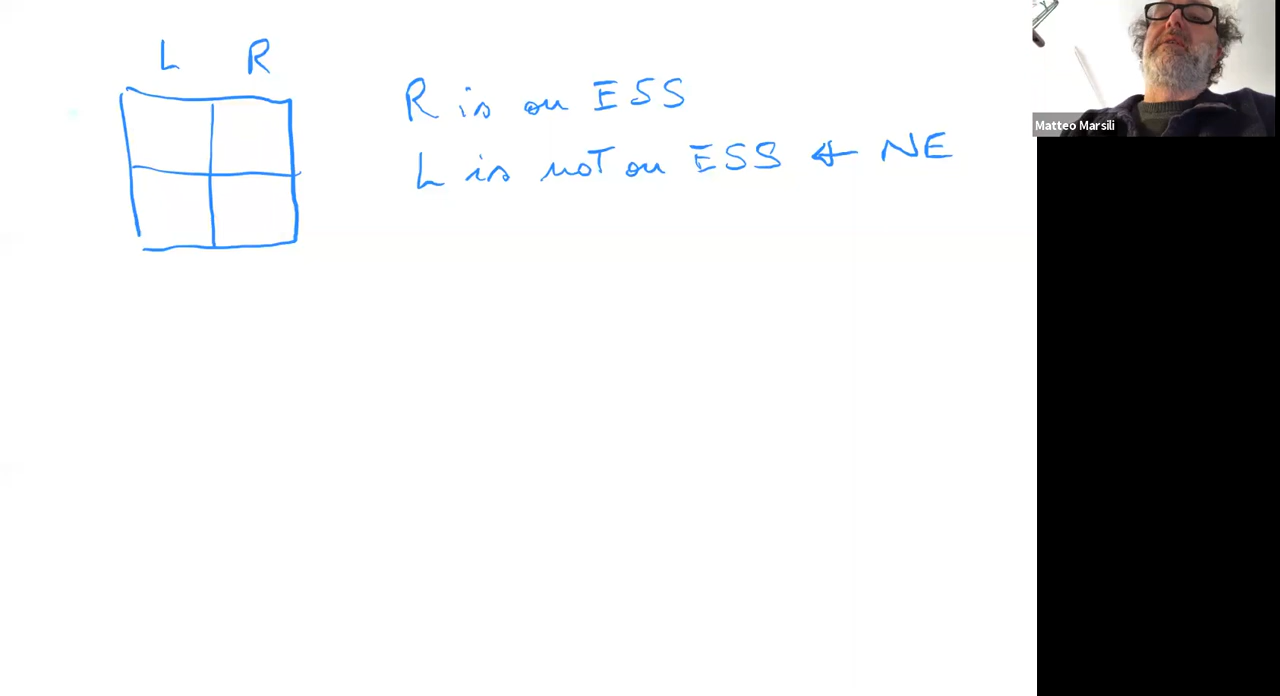 L R
R is an ESS
L is not an ESS & NE
Matteo Marsili